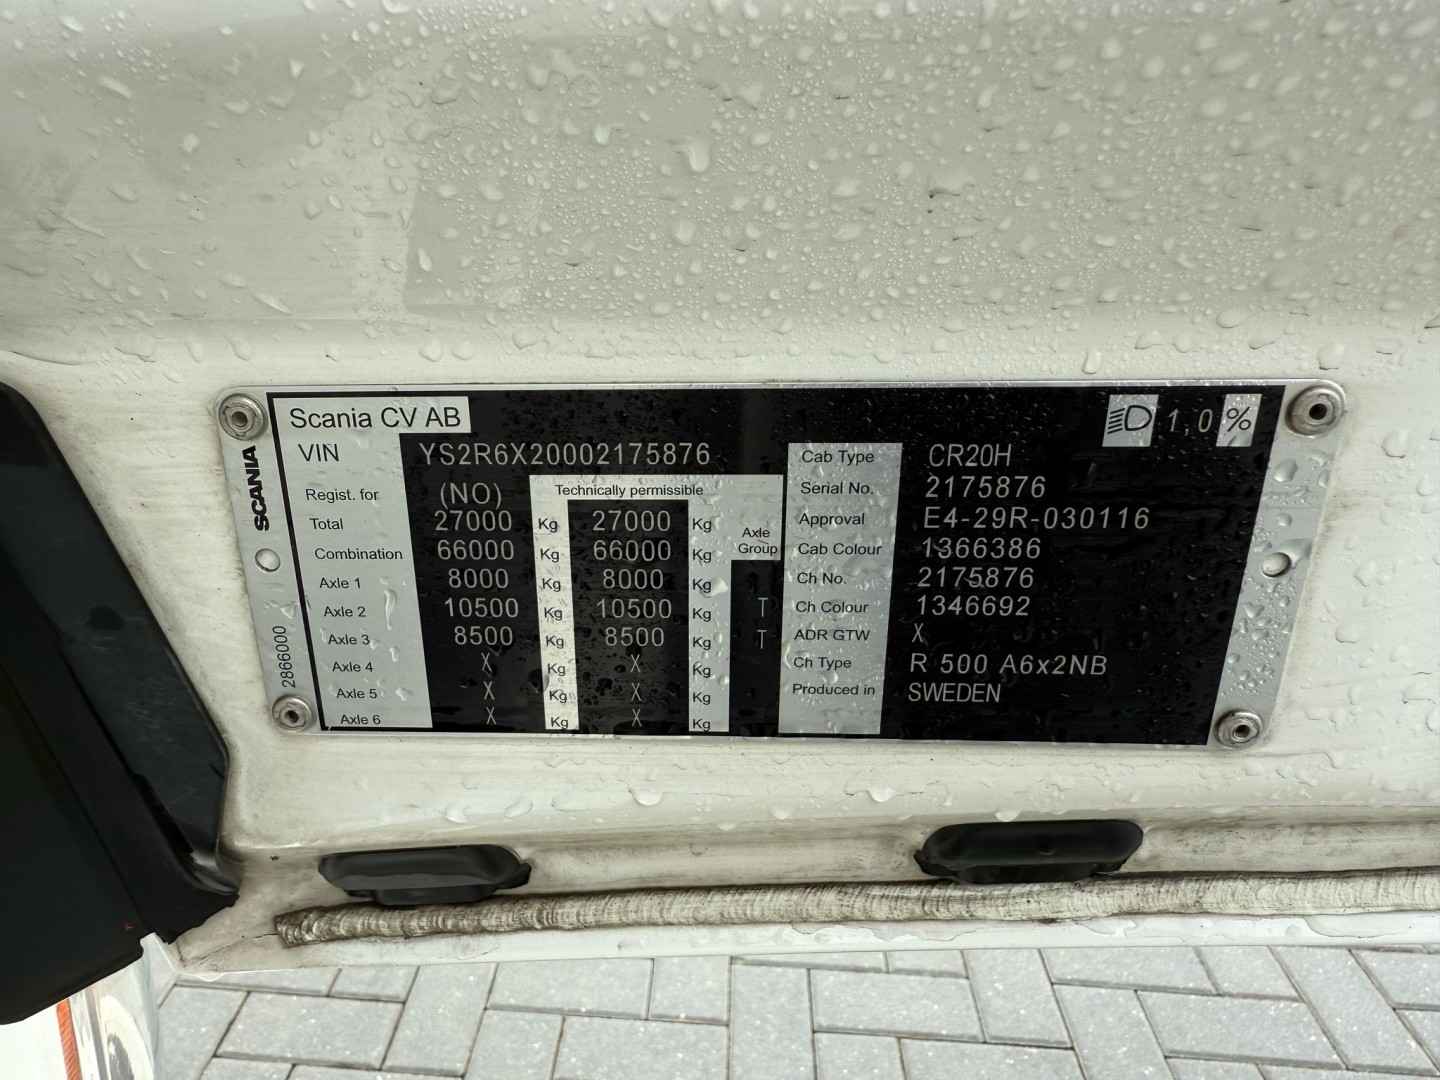 Scania CV AB
1,0 %
VIN YS2R6X20002175876
Cab Type CR20H
Regist. for (NO) Technically permissible
Serial No. 2175876
Total 27000 Kg 27000 Kg
Approval E4-29R-030116
Axle Group
Combination 66000 Kg 66000 Kg
Cab Colour 1366386
Axle 1 8000 Kg 8000 Kg
Ch No. 2175876
Axle 2 10500 Kg 10500 Kg T
Ch Colour 1346692
Axle 3 8500 Kg 8500 Kg T
ADR GTW X
Axle 4 X Kg X Kg
Ch Type R 500 A6x2NB
Axle 5 X Kg X Kg
Produced in SWEDEN
Axle 6 X Kg X Kg
SCANIA
2866000